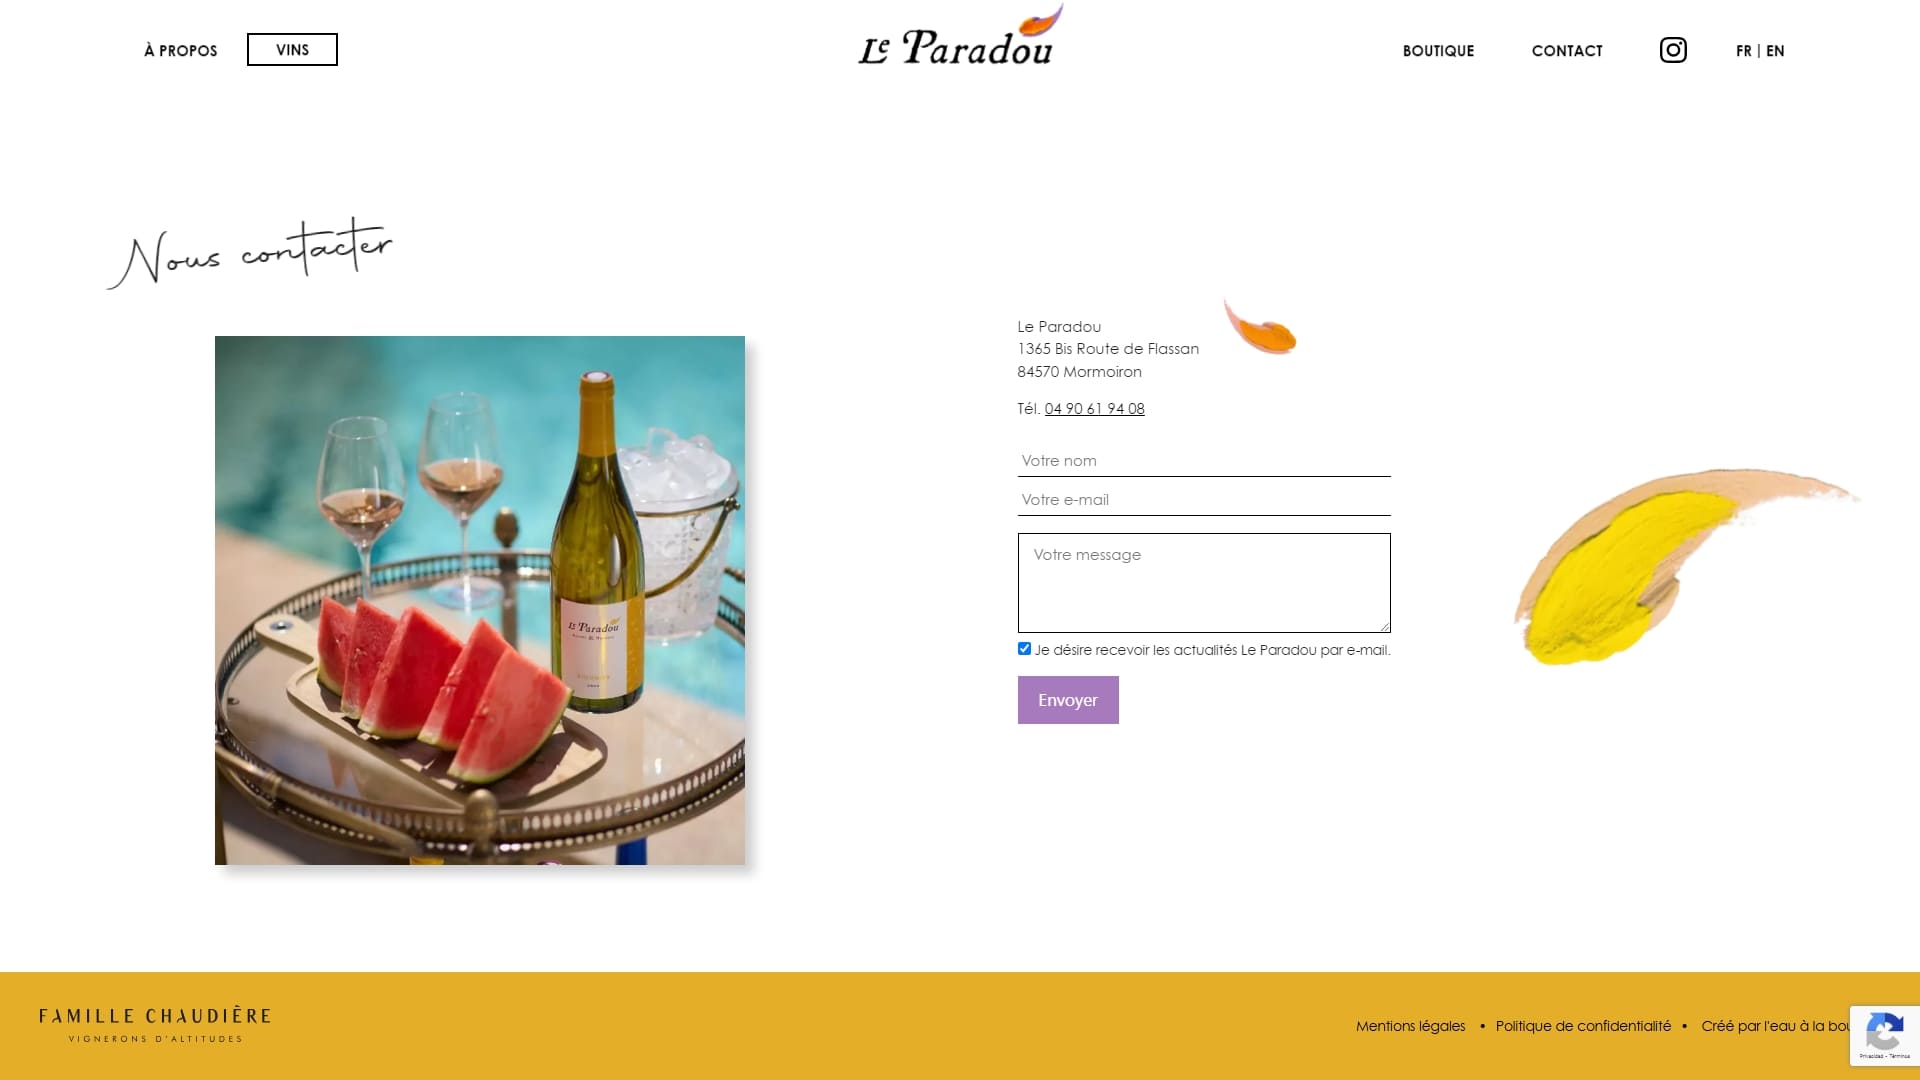 À PROPOS
VINS
Le Paradou
BOUTIQUE
CONTACT
FR | EN
Nous contacter
Le Paradou
1365 Bis Route de Flassan
84570 Mormoiron
Tél. 04 90 61 94 08
Votre nom
Votre e-mail
Votre message
Je désire recevoir les actualités Le Paradou par e-mail.
Envoyer
Le Paradou
FAMILLE CHAUDIÈRE
VIGNERONS D'ALTITUDES
Mentions légales • Politique de confidentialité • Créé par l'eau à la
Privacidad - Términos